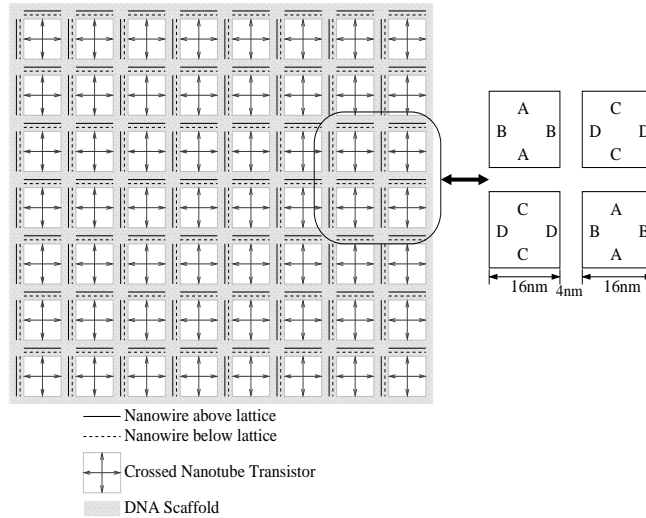 A C
B B D D
A C
C A
D D B B
C A
16nm 4nm 16nm
Nanowire above lattice
Nanowire below lattice
Crossed Nanotube Transistor
DNA Scaffold